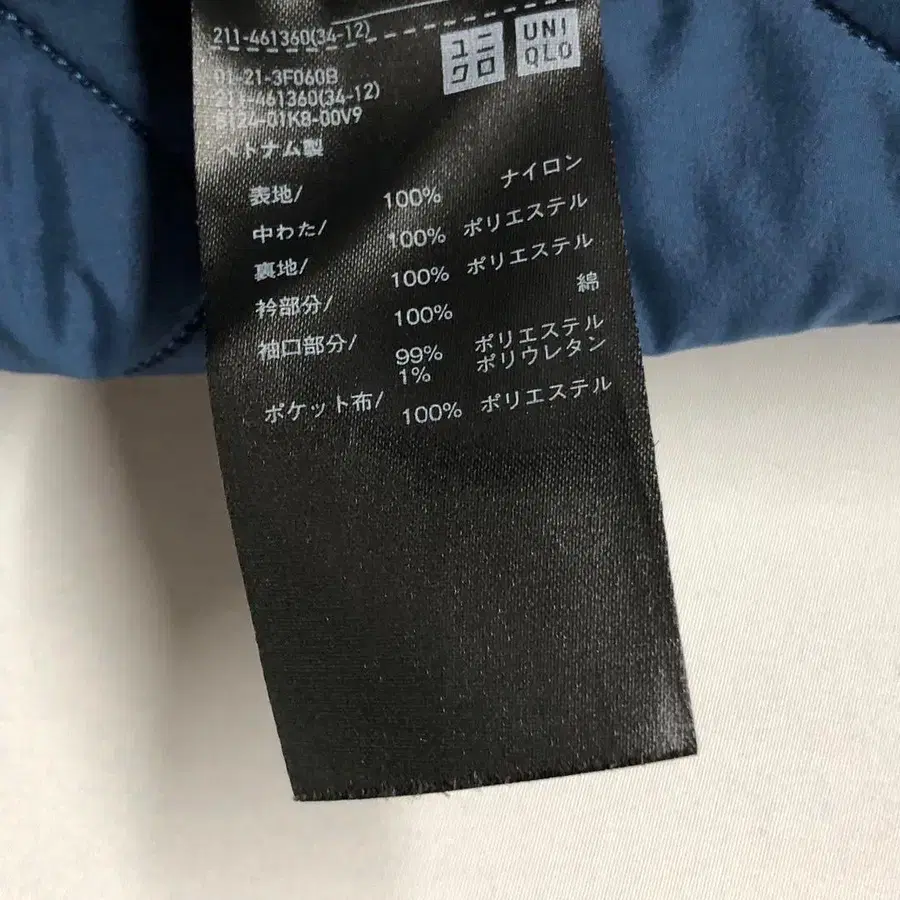 211-461360(34-12)
ユニクロ
UNIQLO
01-21-3F060B
211-461360(34-12)
8124-01K8-00V9
ベトナム製
表地/ 100% ナイロン
中わた/ 100% ポリエステル
裏地/ 100% ポリエステル
衿部分/ 100% 綿
袖口部分/ 99% ポリエステル
1% ポリウレタン
ポケット布/ 100% ポリエステル